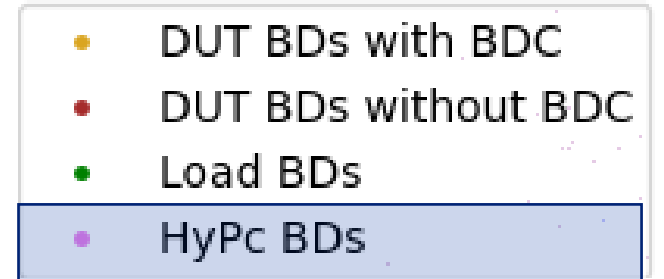 DUT BDs with BDC
DUT BDs without BDC
Load BDs
HyPc BDs